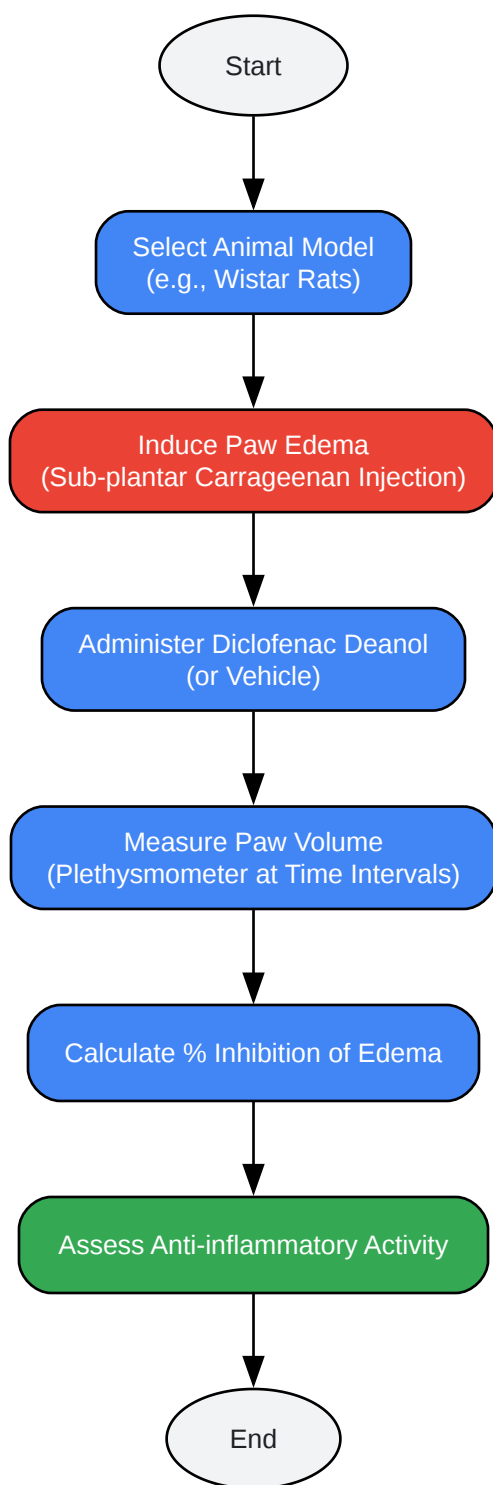 Start
Select Animal Model
(e.g., Wistar Rats)
Induce Paw Edema
(Sub-plantar Carrageenan Injection)
Administer Diclofenac Deanol
(or Vehicle)
Measure Paw Volume
(Plethysmometer at Time Intervals)
Calculate % Inhibition of Edema
Assess Anti-inflammatory Activity
End